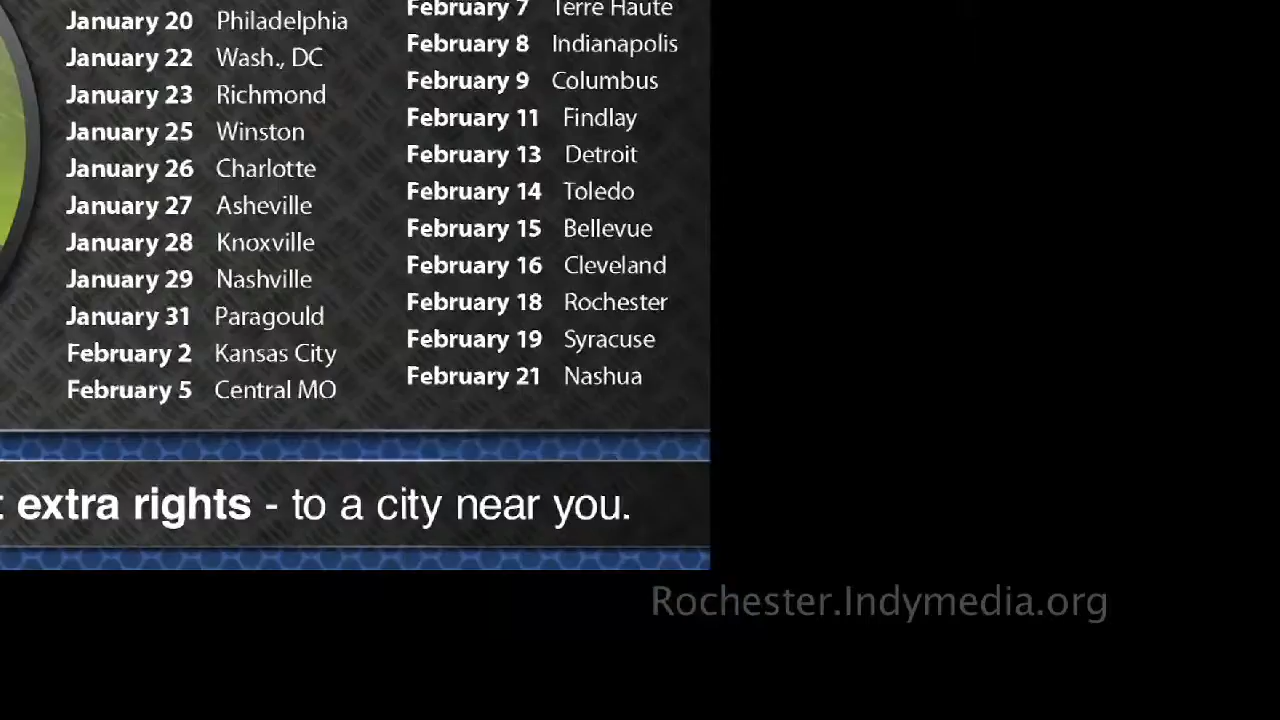 January 20 Philadelphia
January 22 Wash., DC
January 23 Richmond
January 25 Winston
January 26 Charlotte
January 27 Asheville
January 28 Knoxville
January 29 Nashville
January 31 Paragould
February 2 Kansas City
February 5 Central MO
February 7 Terre Haute
February 8 Indianapolis
February 9 Columbus
February 11 Findlay
February 13 Detroit
February 14 Toledo
February 15 Bellevue
February 16 Cleveland
February 18 Rochester
February 19 Syracuse
February 21 Nashua
extra rights - to a city near you.
Rochester.Indymedia.org